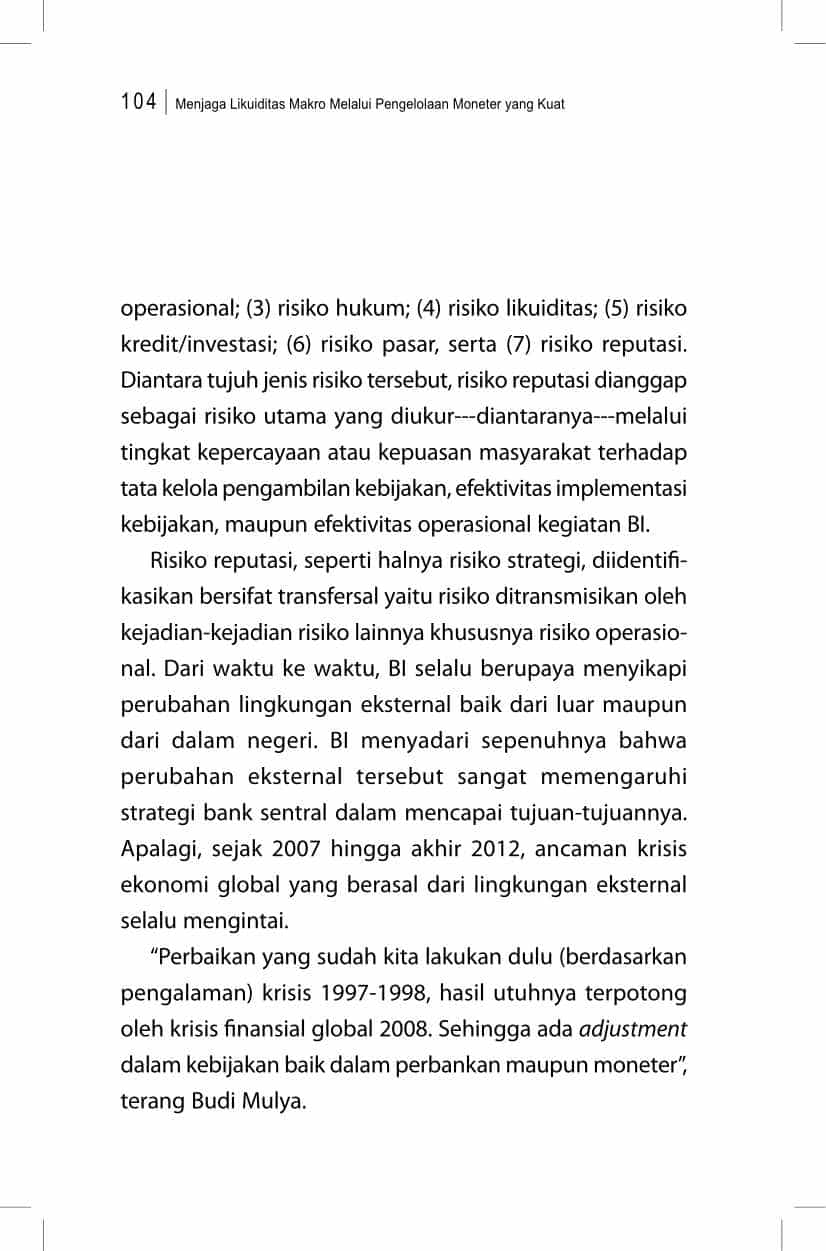 104 | Menjaga Likuiditas Makro Melalui Pengelolaan Moneter yang Kuat
operasional; (3) risiko hukum; (4) risiko likuiditas; (5) risiko
kredit/investasi; (6) risiko pasar, serta (7) risiko reputasi.
Diantara tujuh jenis risiko tersebut, risiko reputasi dianggap
sebagai risiko utama yang diukur---diantaranya---melalui
tingkat kepercayaan atau kepuasan masyarakat terhadap
tata kelola pengambilan kebijakan, efektivitas implementasi
kebijakan, maupun efektivitas operasional kegiatan BI.
Risiko reputasi, seperti halnya risiko strategi, diidentifi-
kasikan bersifat transfersal yaitu risiko ditransmisikan oleh
kejadian-kejadian risiko lainnya khususnya risiko operasio-
nal. Dari waktu ke waktu, BI selalu berupaya menyikapi
perubahan lingkungan eksternal baik dari luar maupun
dari dalam negeri. BI menyadari sepenuhnya bahwa
perubahan eksternal tersebut sangat memengaruhi
strategi bank sentral dalam mencapai tujuan-tujuannya.
Apalagi, sejak 2007 hingga akhir 2012, ancaman krisis
ekonomi global yang berasal dari lingkungan eksternal
selalu mengintai.
“Perbaikan yang sudah kita lakukan dulu (berdasarkan
pengalaman) krisis 1997-1998, hasil utuhnya terpotong
oleh krisis finansial global 2008. Sehingga ada adjustment
dalam kebijakan baik dalam perbankan maupun moneter”,
terang Budi Mulya.